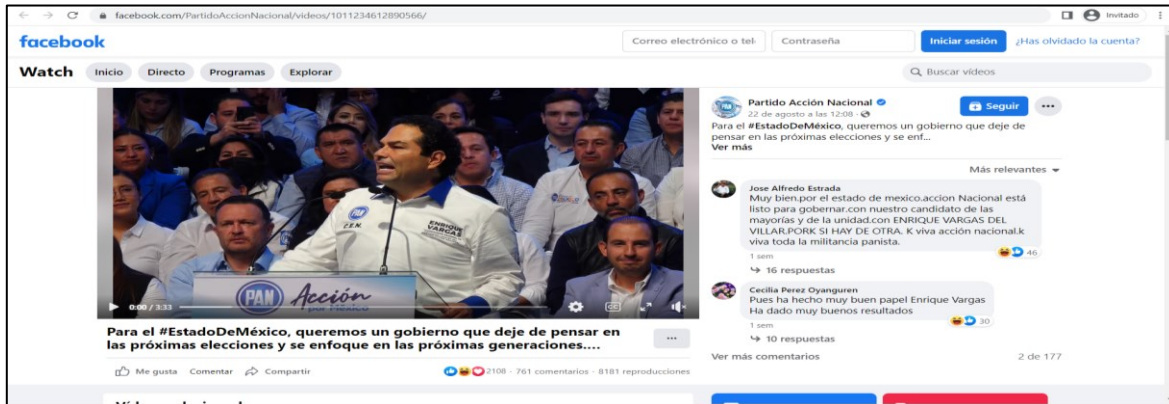 facebook.com/PartidoAccionNacional/videos/1011234612890566/
Invitado
facebook
Correo electrónico o tel
Contraseña
Iniciar sesión
¿Has olvidado la cuenta?
Watch
Inicio
Directo
Programas
Explorar
Buscar vídeos
ENRIQUE
VARGAS
C.E.N.
PAN
Acción
por México
0:00 / 3:33
Para el #EstadoDeMéxico, queremos un gobierno que deje de pensar en
las próximas elecciones y se enfoque en las próximas generaciones....
Me gusta
Comentar
Compartir
2108 · 761 comentarios · 8181 reproducciones
PAN
Partido Acción Nacional
22 de agosto a las 12:08 ·
Seguir
Para el #EstadoDeMéxico, queremos un gobierno que deje de
pensar en las próximas elecciones y se enf...
Ver más
Más relevantes
Jose Alfredo Estrada
Muy bien.por el estado de mexico.accion Nacional está
listo para gobernar.con nuestro candidato de las
mayorías y de la unidad.con ENRIQUE VARGAS DEL
VILLAR.PORK SI HAY DE OTRA. K viva acción nacional.k
viva toda la militancia panista.
46
1 sem
16 respuestas
Cecilia Perez Oyanguren
Pues ha hecho muy buen papel Enrique Vargas
Ha dado muy buenos resultados
30
1 sem
10 respuestas
Ver más comentarios
2 de 177